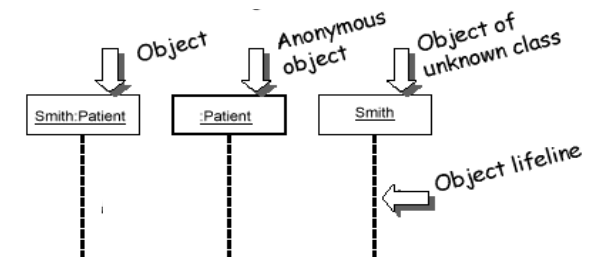 Object
Anonymous
object
Object of
unknown class
Smith:Patient
:Patient
Smith
Object lifeline